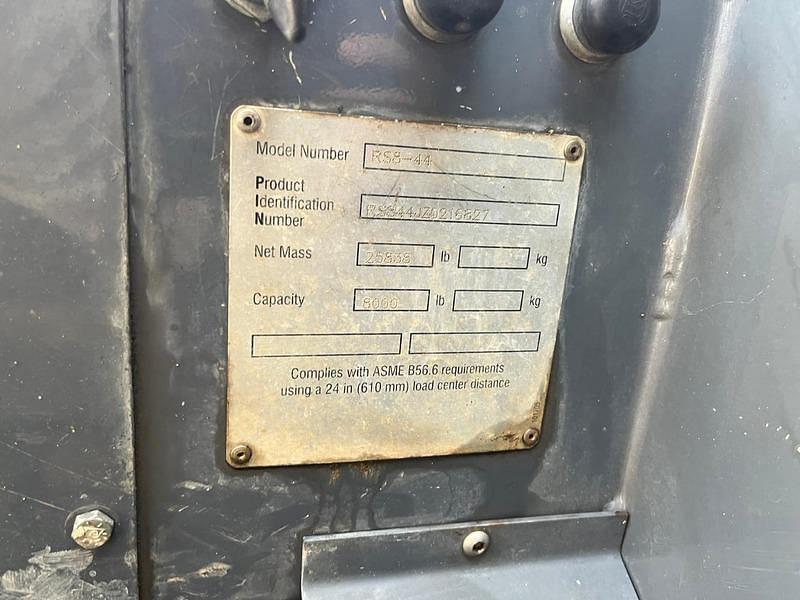 Model Number RS8-44
Product
Identification
Number RS844JZ0216827
Net Mass 25838 lb kg
Capacity 8000 lb kg
Complies with ASME B56.6 requirements
using a 24 in (610 mm) load center distance